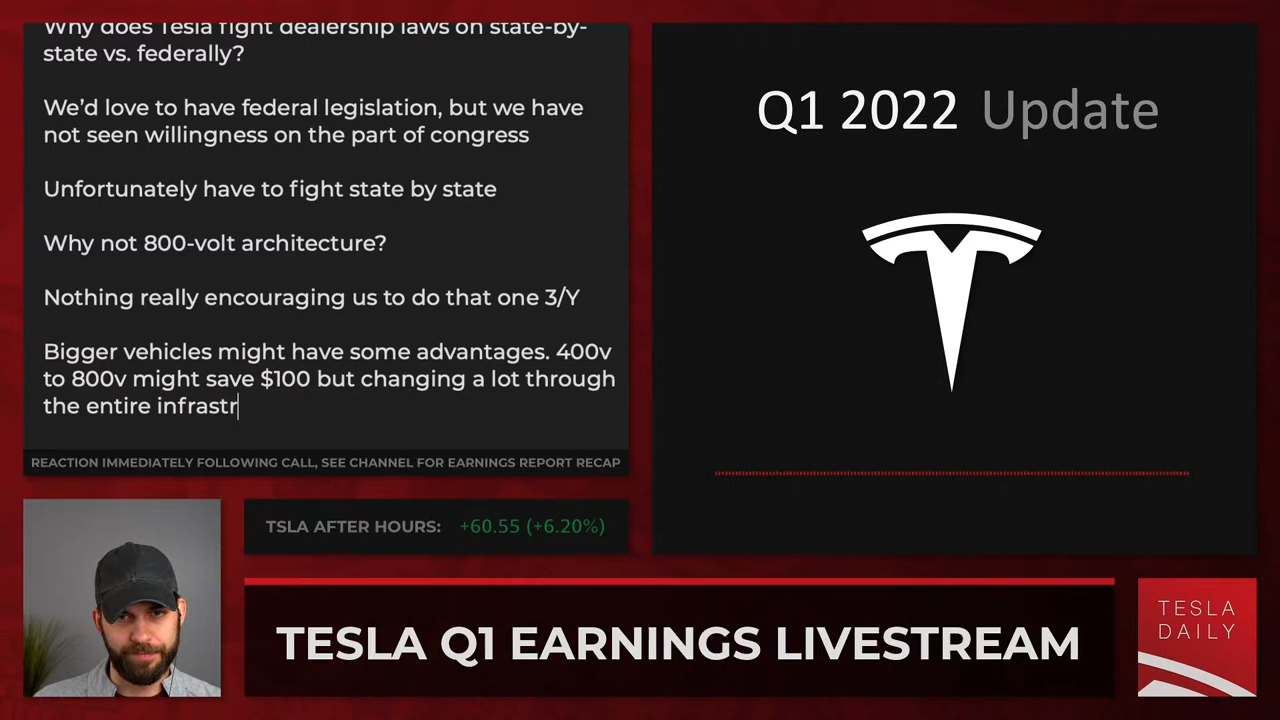 Why does Tesla fight dealership laws on state-by-
state vs. federally?
We'd love to have federal legislation, but we have
not seen willingness on the part of congress
Unfortunately have to fight state by state
Why not 800-volt architecture?
Nothing really encouraging us to do that one 3/Y
Bigger vehicles might have some advantages. 400v
to 800v might save $100 but changing a lot through
the entire infrastr
REACTION IMMEDIATELY FOLLOWING CALL, SEE CHANNEL FOR EARNINGS REPORT RECAP
Q1 2022 Update
TSLA AFTER HOURS: +60.55 (+6.20%)
TESLA Q1 EARNINGS LIVESTREAM
TESLA
DAILY